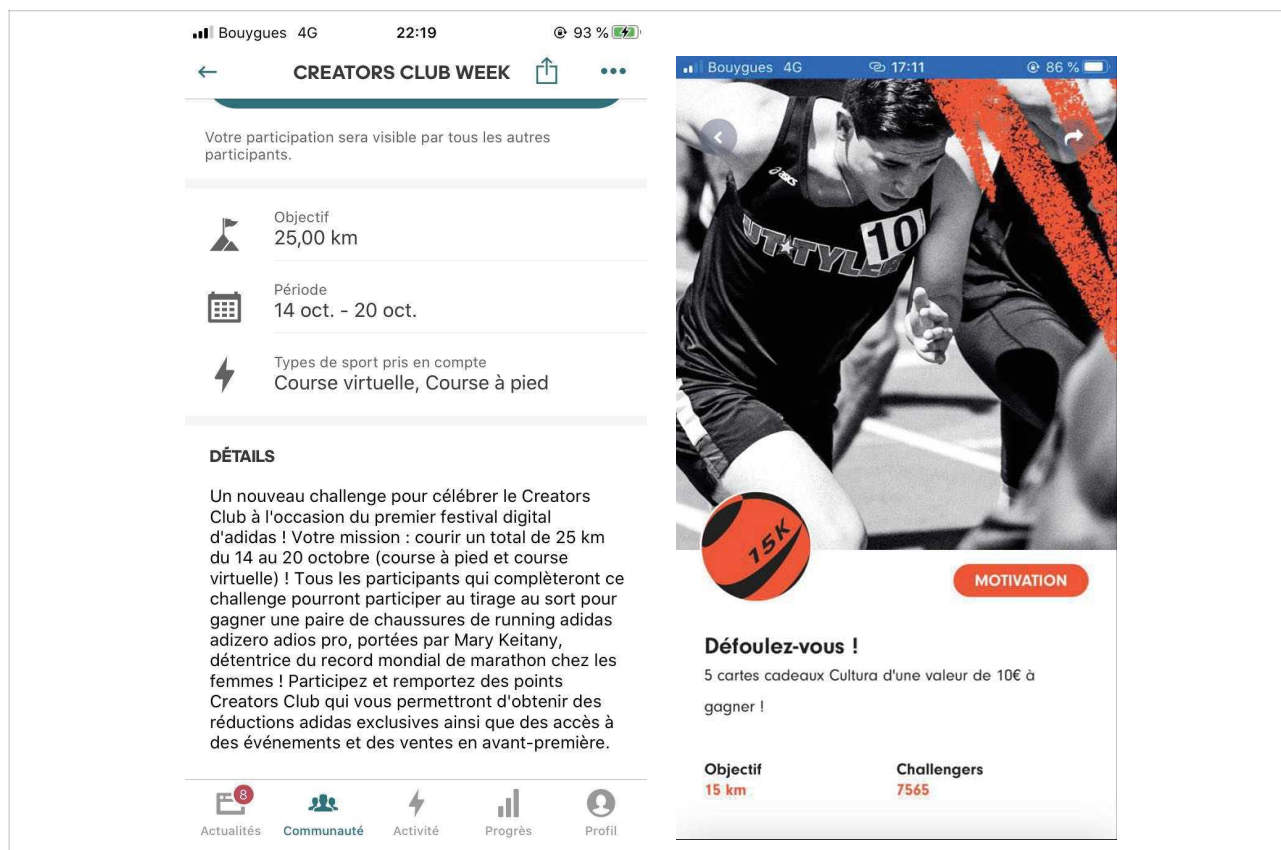 Bouygues 4G 22:19 93 %
CREATORS CLUB WEEK
Votre participation sera visible par tous les autres
participants.
Objectif
25,00 km
Période
14 oct. - 20 oct.
Types de sport pris en compte
Course virtuelle, Course à pied
DÉTAILS
Un nouveau challenge pour célébrer le Creators
Club à l'occasion du premier festival digital
d'adidas ! Votre mission : courir un total de 25 km
du 14 au 20 octobre (course à pied et course
virtuelle) ! Tous les participants qui complèteront ce
challenge pourront participer au tirage au sort pour
gagner une paire de chaussures de running adidas
adizero adios pro, portées par Mary Keitany,
détentrice du record mondial de marathon chez les
femmes ! Participez et remportez des points
Creators Club qui vous permettront d'obtenir des
réductions adidas exclusives ainsi que des accès à
des événements et des ventes en avant-première.
8
Actualités Communauté Activité Progrès Profil
Bouygues 4G 17:11 86 %
asics
UT TYLER
10
15K
MOTIVATION
Défoulez-vous !
5 cartes cadeaux Cultura d'une valeur de 10€ à
gagner !
Objectif Challengers
15 km 7565